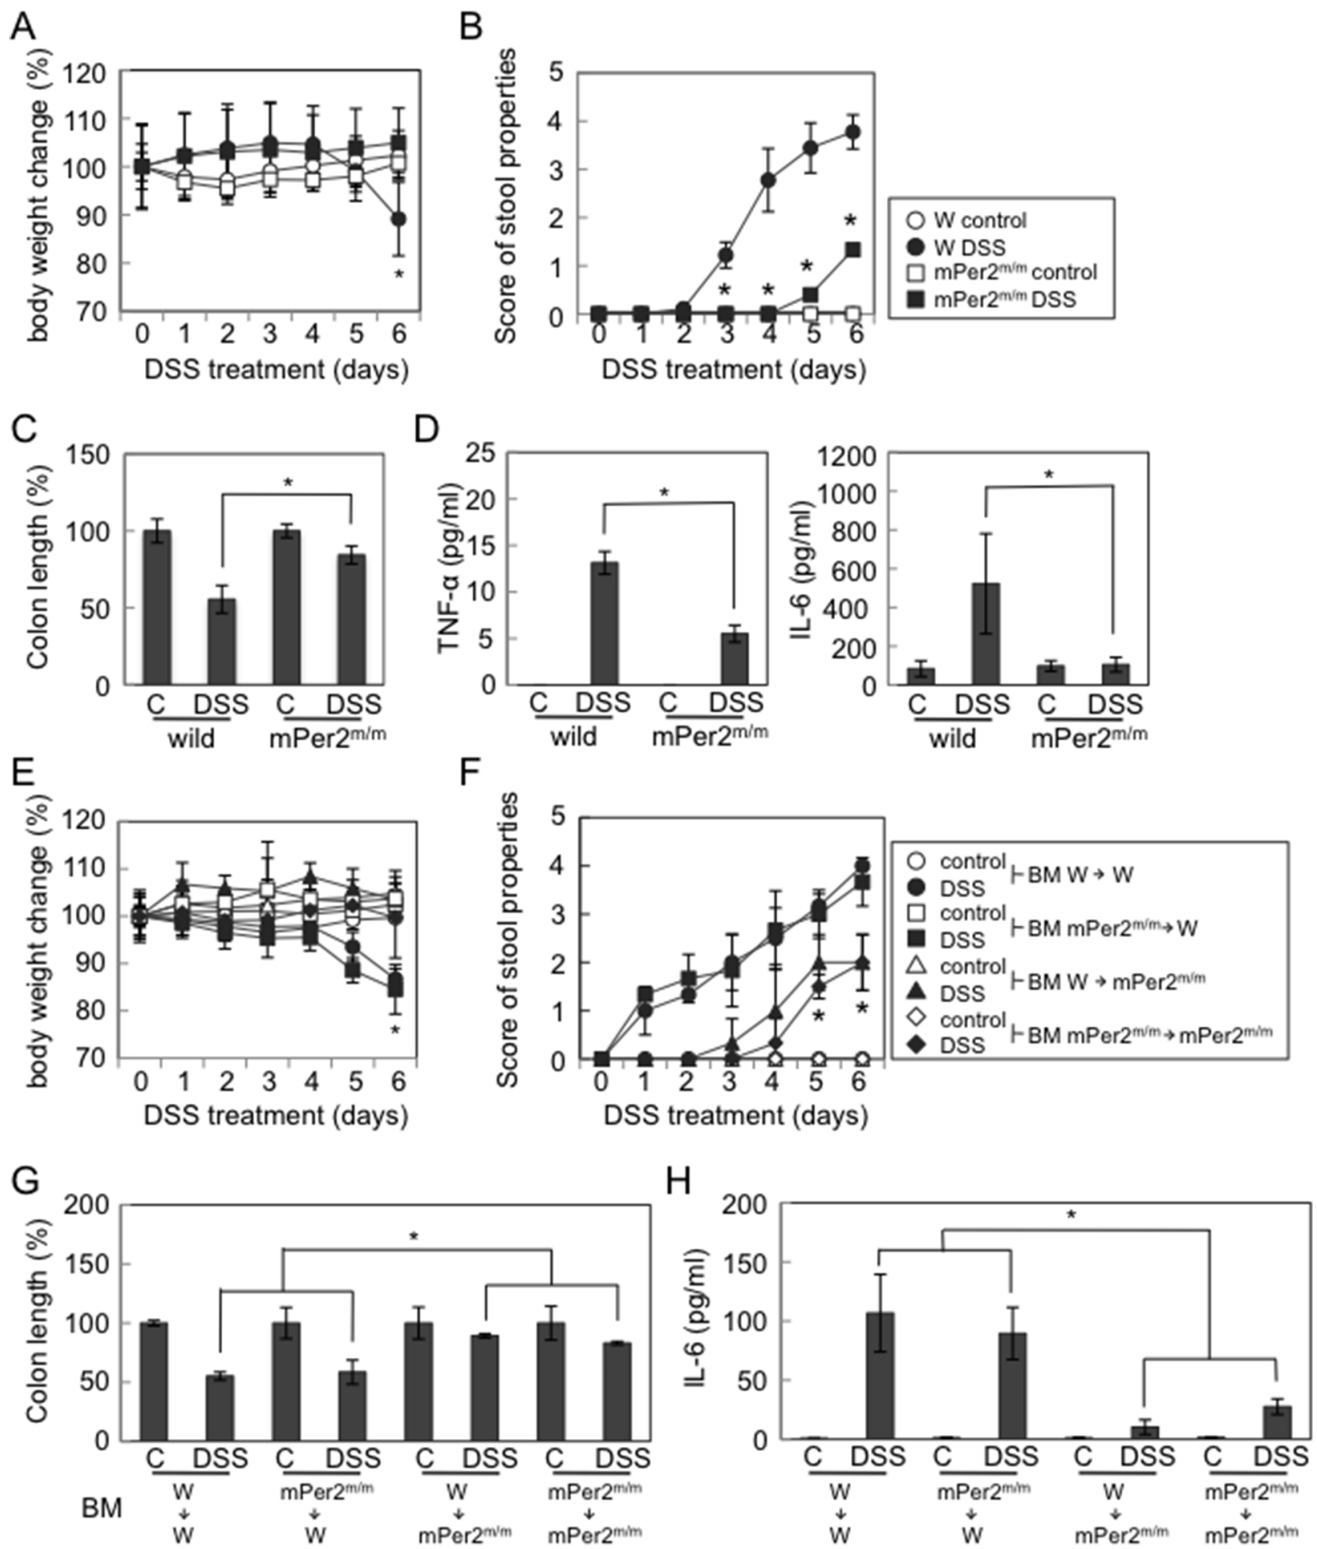 A
body weight change (%)
120
110
100
90
80
70
*
0 1 2 3 4 5 6
DSS treatment (days)
B
Score of stool properties
5
4
3
2
1
0
* * * *
0 1 2 3 4 5 6
DSS treatment (days)
W control
W DSS
mPer2m/m control
mPer2m/m DSS
C
Colon length (%)
150
100
50
0
*
C DSS C DSS
wild mPer2m/m
D
TNF-α (pg/ml)
25
20
15
10
5
0
*
C DSS C DSS
wild mPer2m/m
IL-6 (pg/ml)
1200
1000
800
600
400
200
0
*
C DSS C DSS
wild mPer2m/m
E
body weight change (%)
120
110
100
90
80
70
*
0 1 2 3 4 5 6
DSS treatment (days)
F
Score of stool properties
5
4
3
2
1
0
* *
0 1 2 3 4 5 6
DSS treatment (days)
control
DSS
BM W → W
control
DSS
BM mPer2m/m → W
control
DSS
BM W → mPer2m/m
control
DSS
BM mPer2m/m → mPer2m/m
G
Colon length (%)
200
150
100
50
0
*
C DSS C DSS C DSS C DSS
W mPer2m/m W mPer2m/m
BM ↓ ↓ ↓ ↓
W W mPer2m/m mPer2m/m
H
IL-6 (pg/ml)
200
150
100
50
0
*
C DSS C DSS C DSS C DSS
W mPer2m/m W mPer2m/m
↓ ↓ ↓ ↓
W W mPer2m/m mPer2m/m